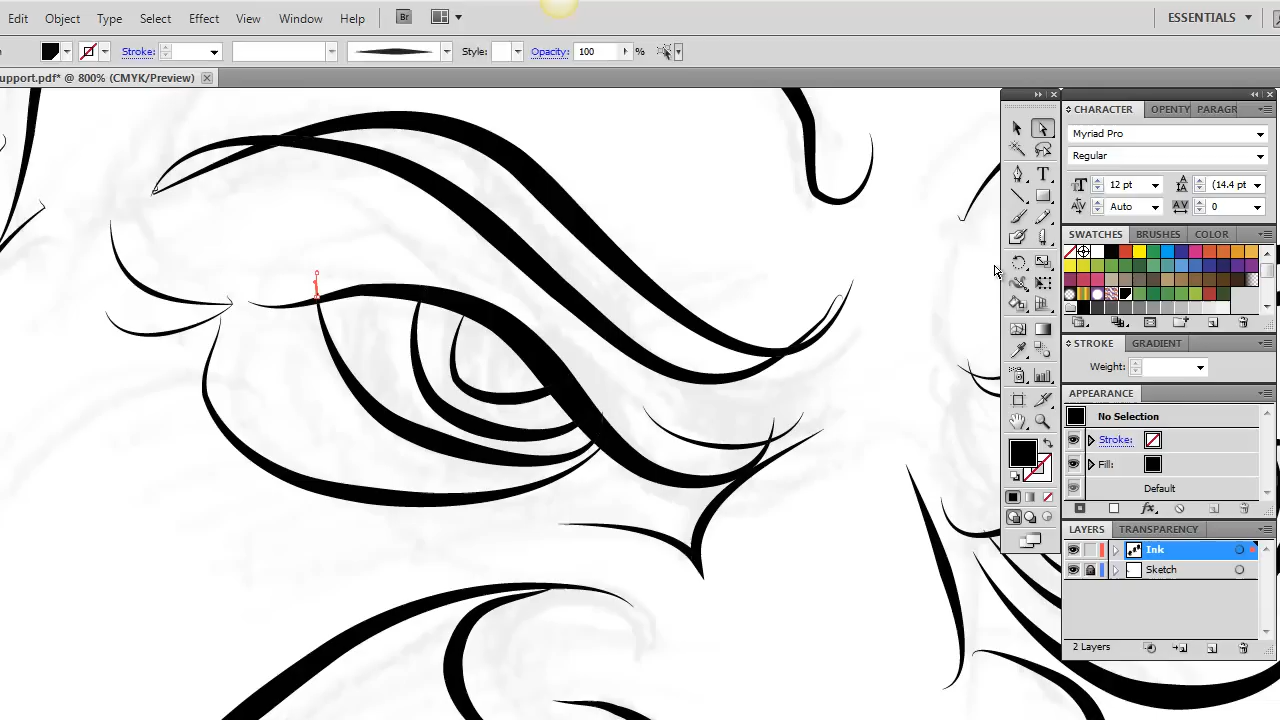 Edit Object Type Select Effect View Window Help Br ESSENTIALS
Stroke: Style: Opacity: 100 %
upport.pdf* @ 800% (CMYK/Preview)
CHARACTER OPENTY PARAGR
Myriad Pro
Regular
12 pt (14.4 pt
Auto 0
SWATCHES BRUSHES COLOR
STROKE GRADIENT
Weight:
APPEARANCE
No Selection
Stroke:
Fill:
Default
fx
LAYERS TRANSPARENCY
Ink
Sketch
2 Layers